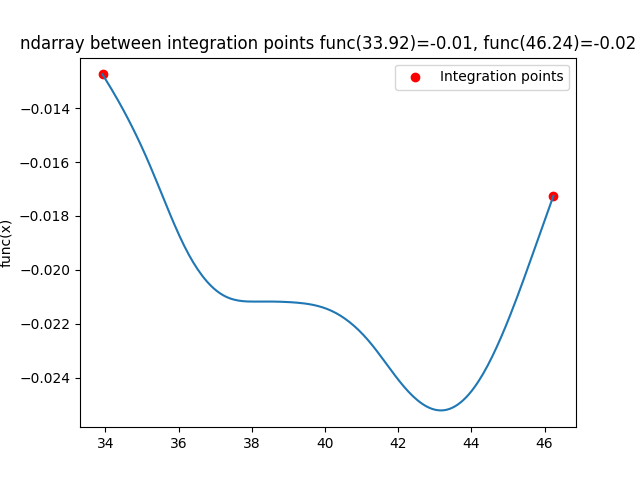 ndarray between integration points func(33.92)=-0.01, func(46.24)=-0.02
Integration points
func(x)
−0.014
−0.016
−0.018
−0.020
−0.022
−0.024
34 36 38 40 42 44 46